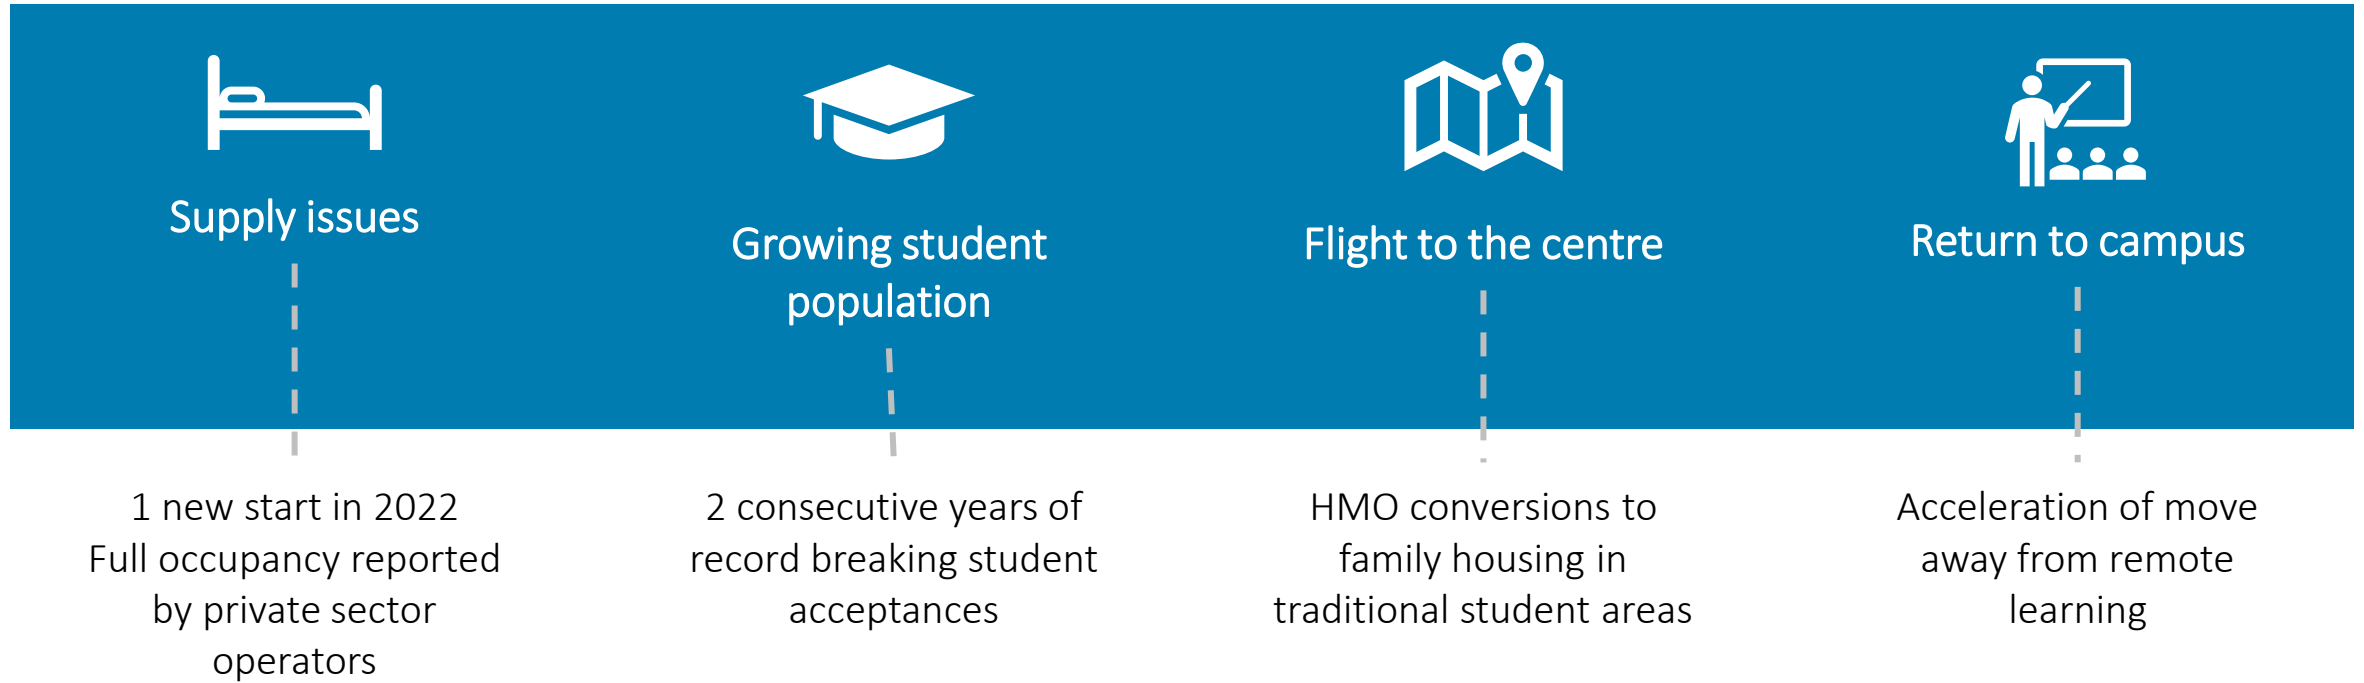 Supply issues
1 new start in 2022
Full occupancy reported
by private sector
operators
Growing student
population
2 consecutive years of
record breaking student
acceptances
Flight to the centre
HMO conversions to
family housing in
traditional student areas
Return to campus
Acceleration of move
away from remote
learning